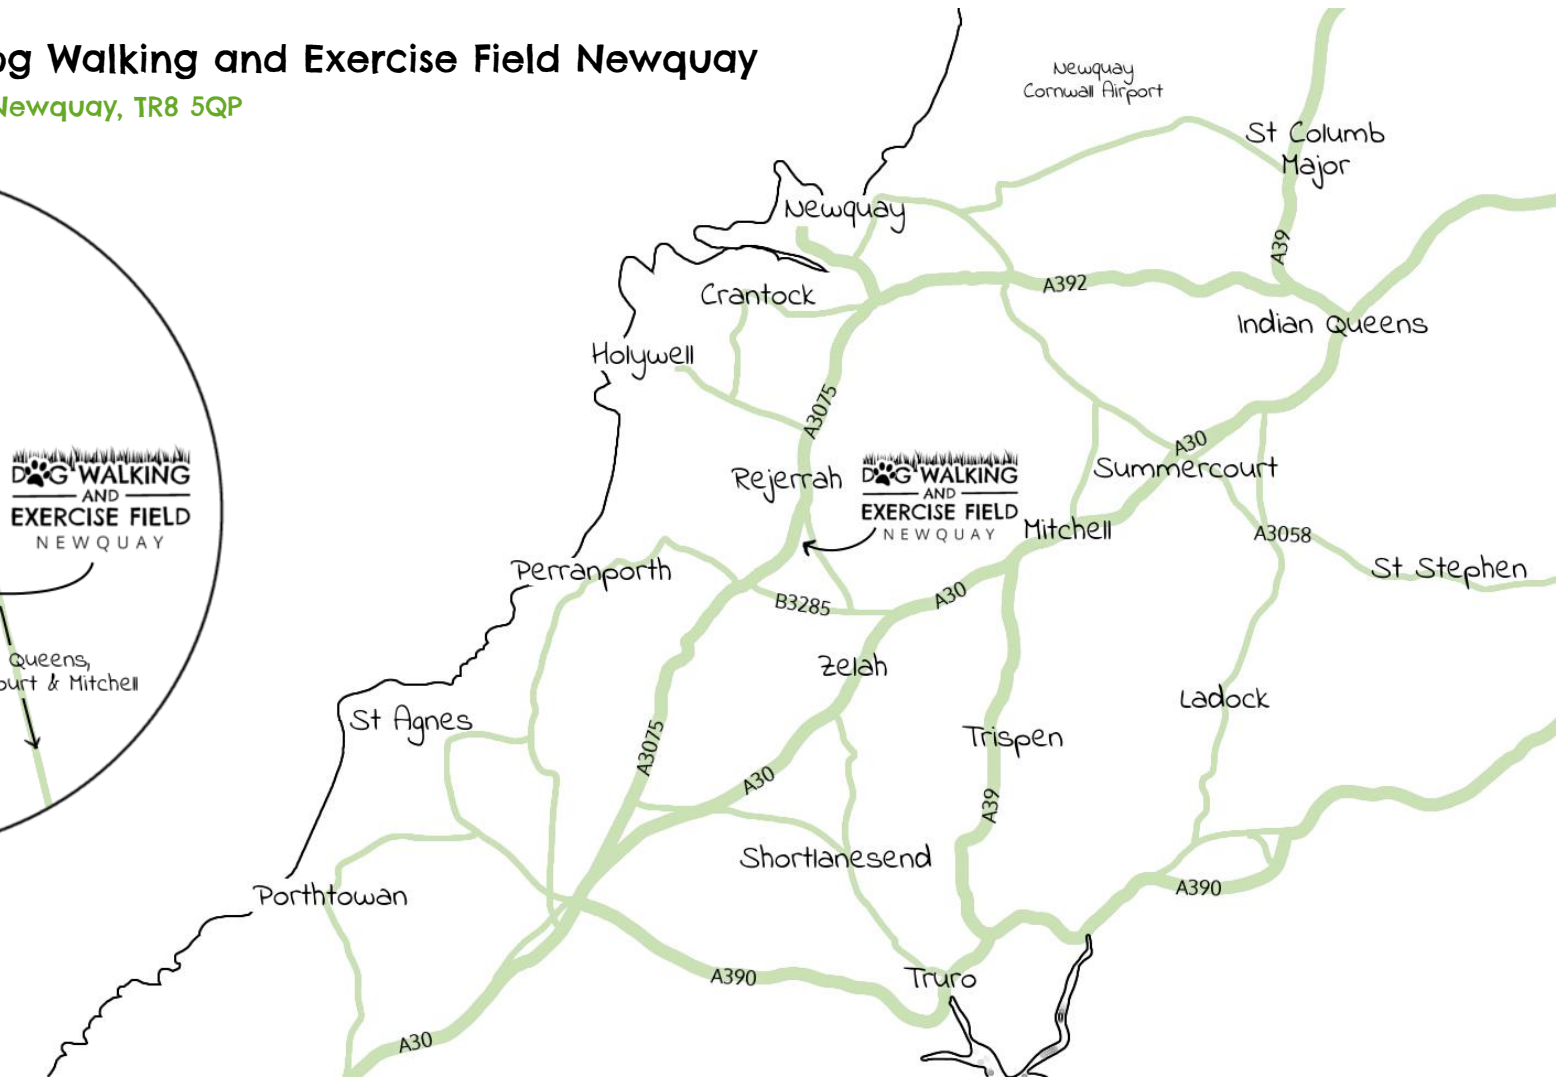 og Walking and Exercise Field Newquay
Newquay, TR8 5QP
Newquay
Cornwall Airport
St Columb
Major
Newquay
A39
A392
Crantock
Indian Queens
Holywell
A3075
A30
Summercourt
Rejerrah
DOG WALKING
AND
EXERCISE FIELD
NEWQUAY
DOG WALKING
AND
EXERCISE FIELD
NEWQUAY
Mitchell
A3058
St Stephen
Perranporth
B3285
A30
Queens,
ourt & Mitchell
Zelah
Ladock
St Agnes
Trispen
A3075
A30
A39
Shortlanesend
Porthtowan
A390
A390
Truro
A30